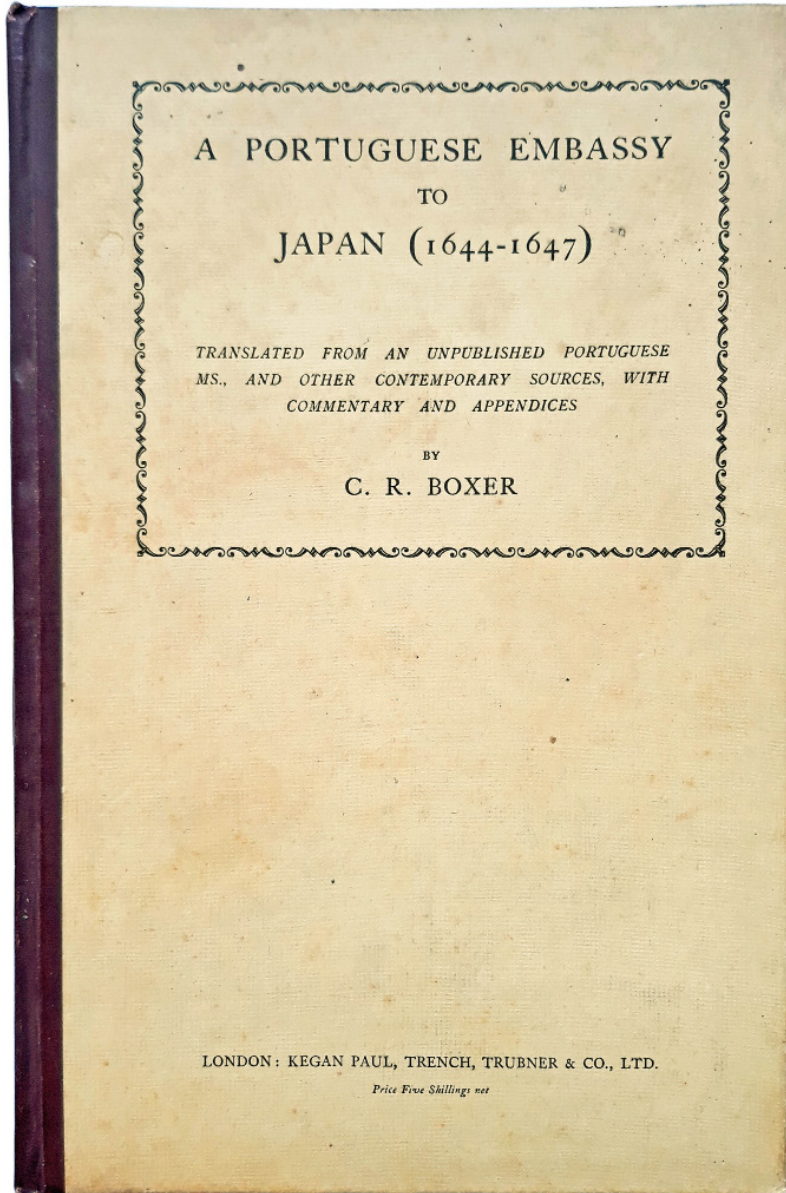 A PORTUGUESE EMBASSY
TO
JAPAN (1644-1647)
TRANSLATED FROM AN UNPUBLISHED PORTUGUESE
MS., AND OTHER CONTEMPORARY SOURCES, WITH
COMMENTARY AND APPENDICES
BY
C. R. BOXER
LONDON: KEGAN PAUL, TRENCH, TRUBNER & CO., LTD.
Price Five Shillings net